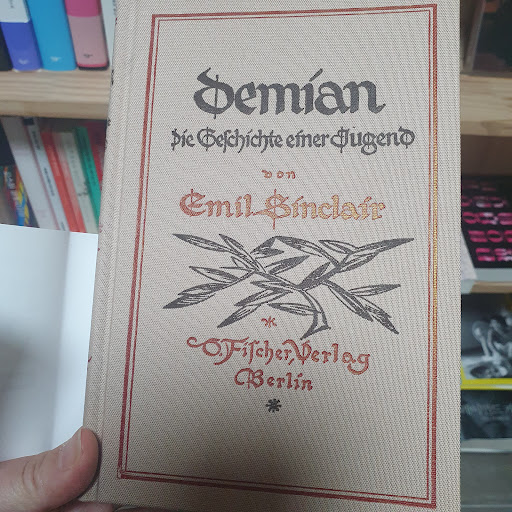 Demian
Die Geschichte einer Jugend
von
Emil Sinclair
S. Fischer, Verlag
Berlin